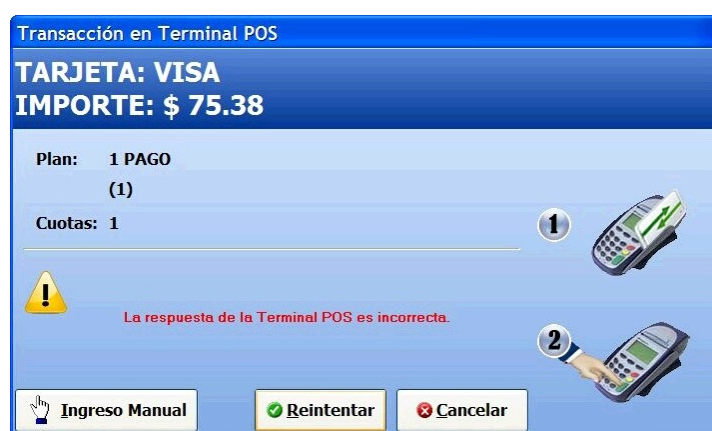 Transacción en Terminal POS
TARJETA: VISA
IMPORTE: $ 75.38
Plan: 1 PAGO
(1)
Cuotas: 1
1
La respuesta de la Terminal POS es incorrecta.
2
Ingreso Manual Reintentar Cancelar